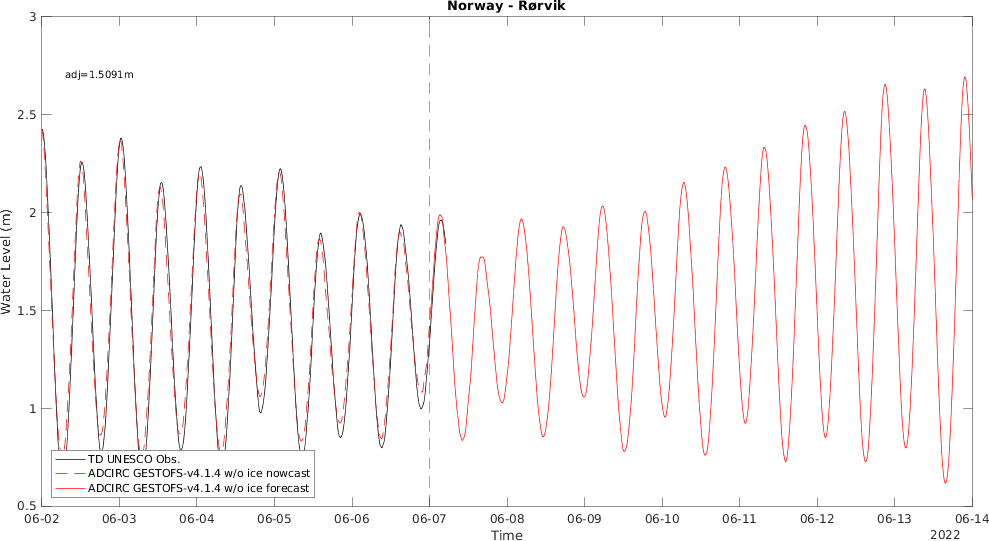 Norway - Rørvik
3
adj=1.5091m
2.5
2
Water Level (m)
1.5
1
TD UNESCO Obs.
ADCIRC GESTOFS-v4.1.4 w/o ice nowcast
ADCIRC GESTOFS-v4.1.4 w/o ice forecast
0.5
06-02 06-03 06-04 06-05 06-06 06-07 06-08 06-09 06-10 06-11 06-12 06-13 06-14
Time
2022